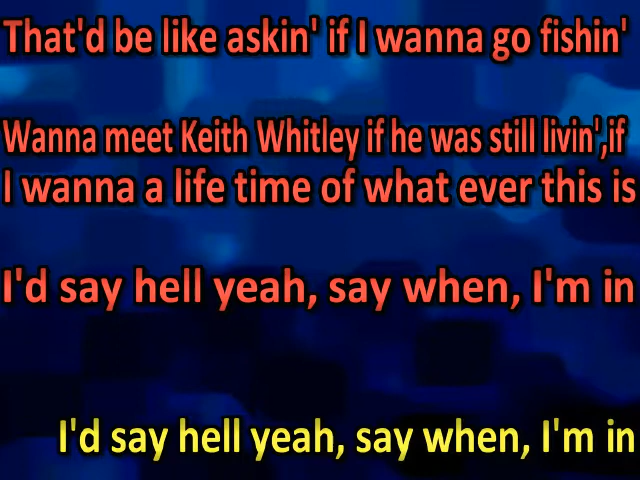 That'd be like askin' if I wanna go fishin'
Wanna meet Keith Whitley if he was still livin',if
I wanna a life time of what ever this is
I'd say hell yeah, say when, I'm in
I'd say hell yeah, say when, I'm in